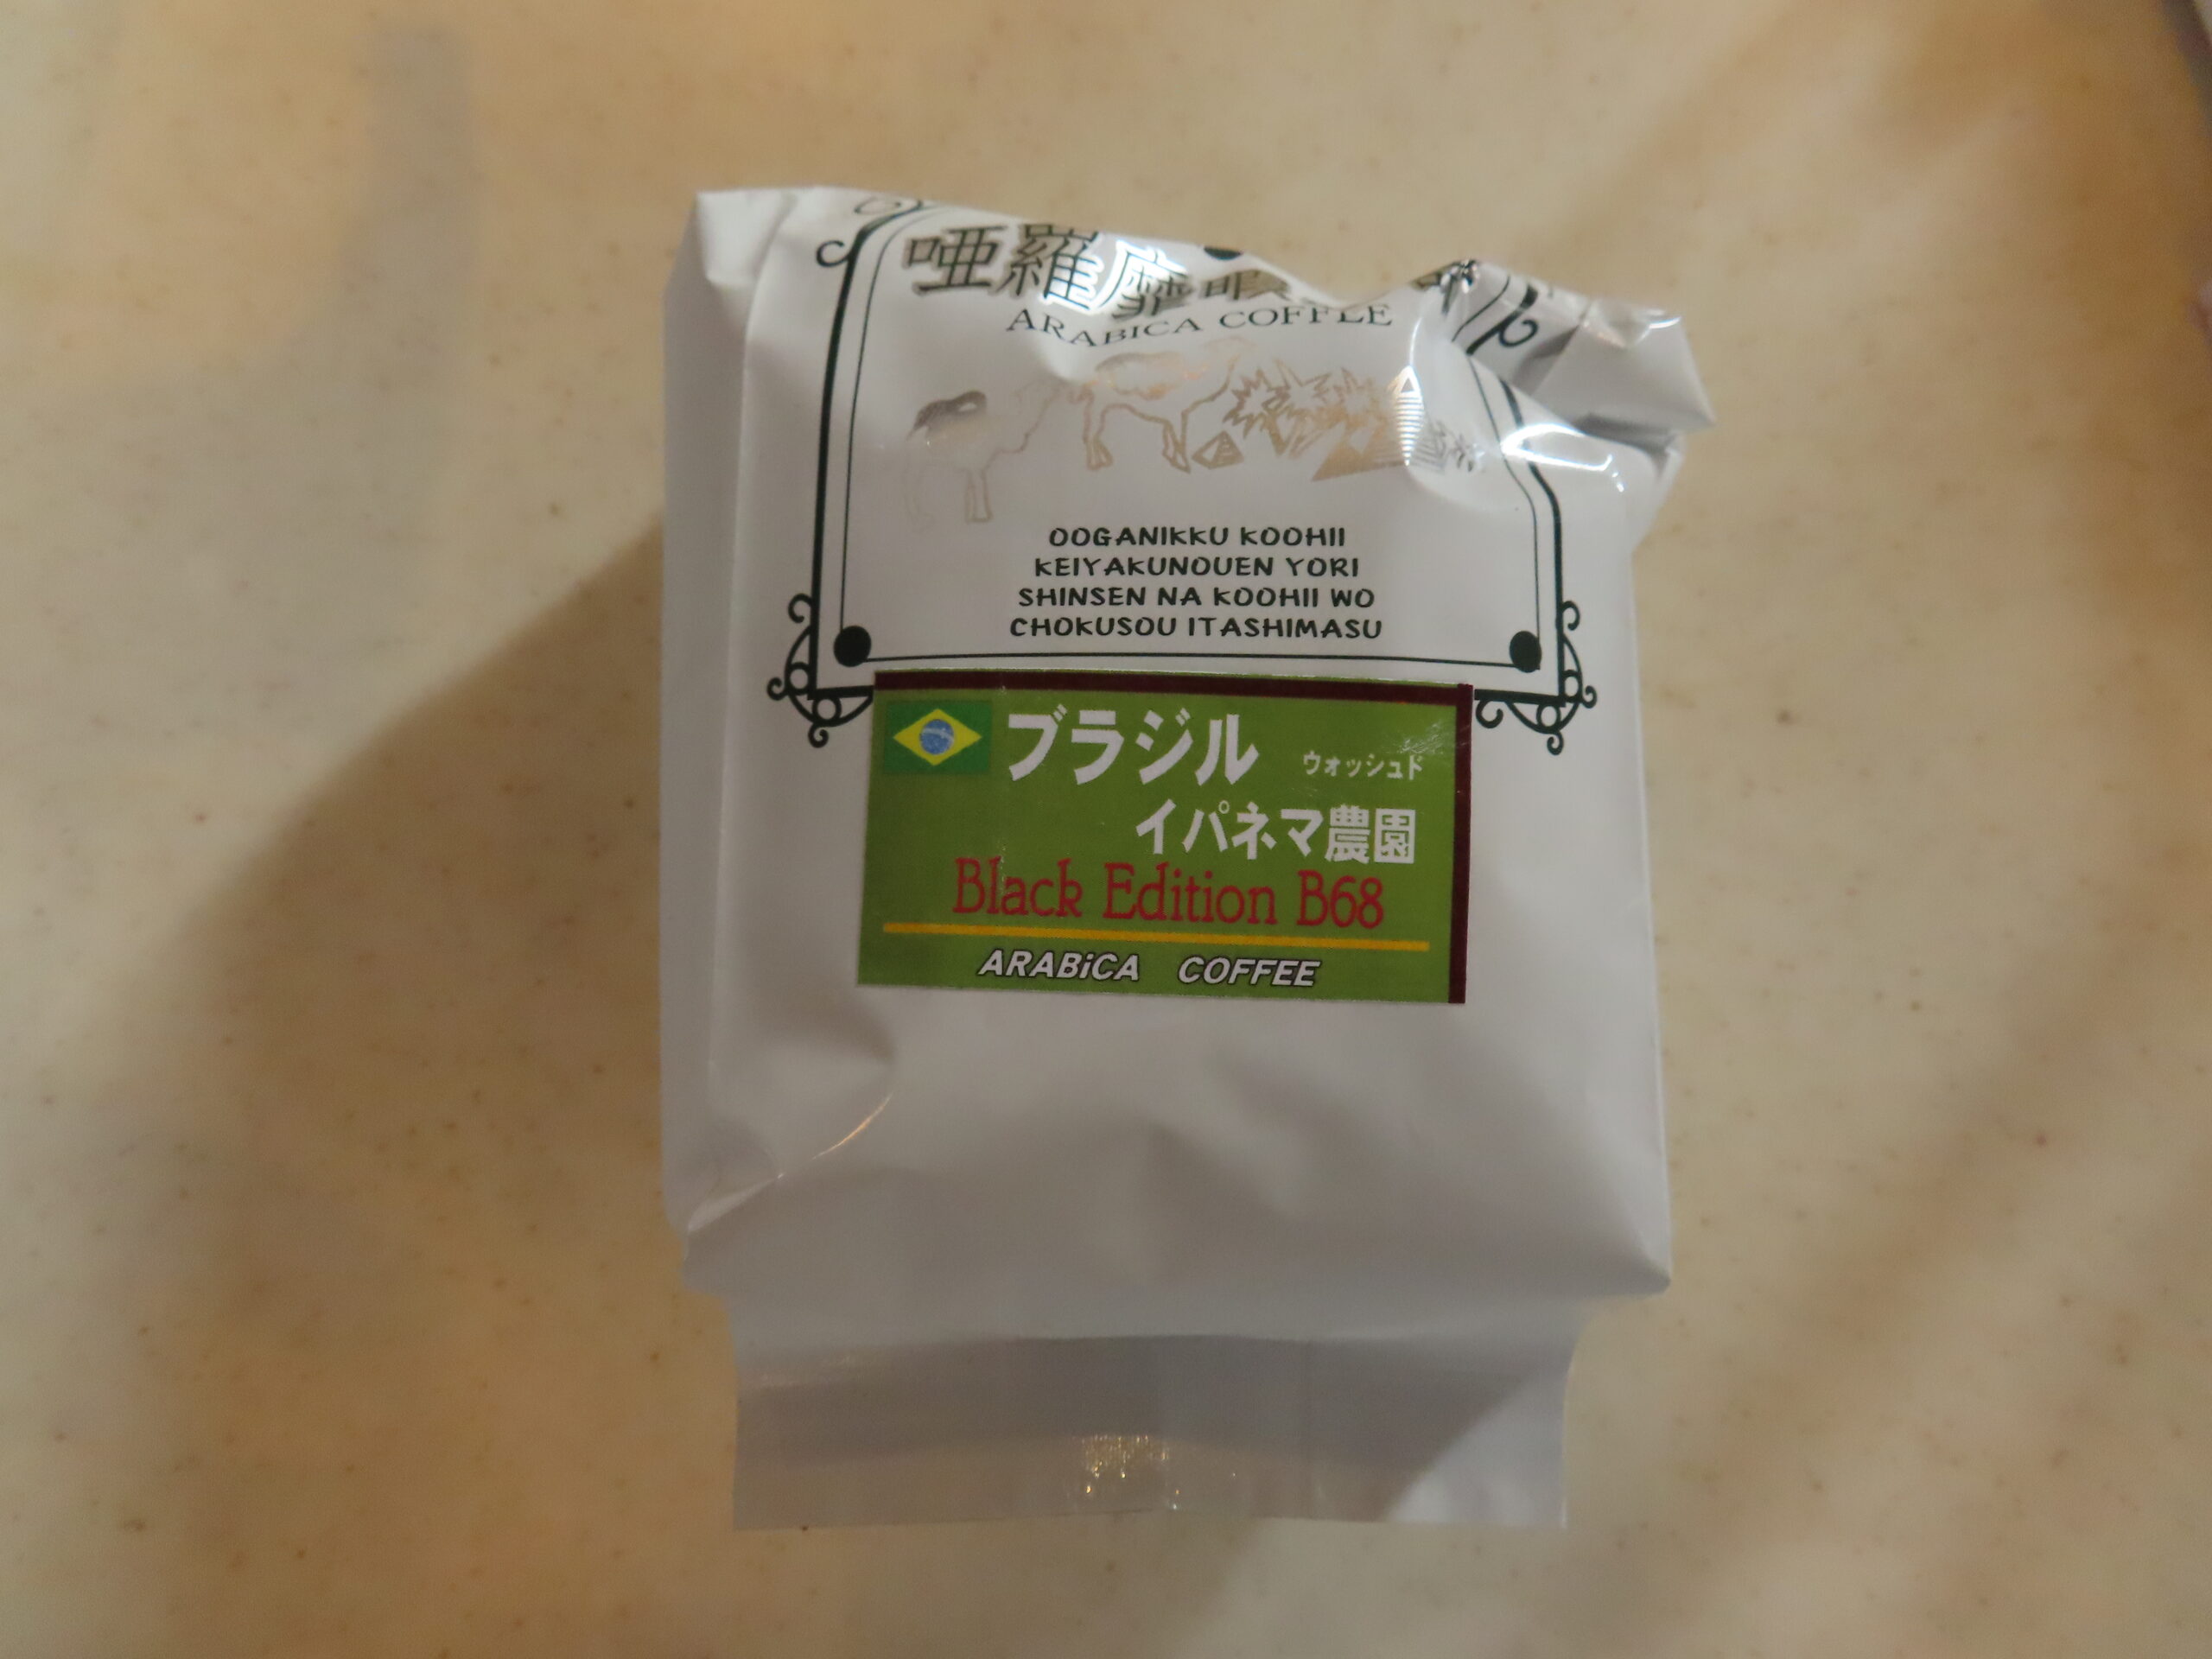 唖羅摩
ARABICA COFFEE
OOGANIKKU KOOHII
KEIYAKUNOUEN YORI
SHINSEN NA KOOHII WO
CHOKUSOU ITASHIMASU
ブラジル ウォッシュド
イパネマ農園
Black Edition B68
ARABiCA COFFEE